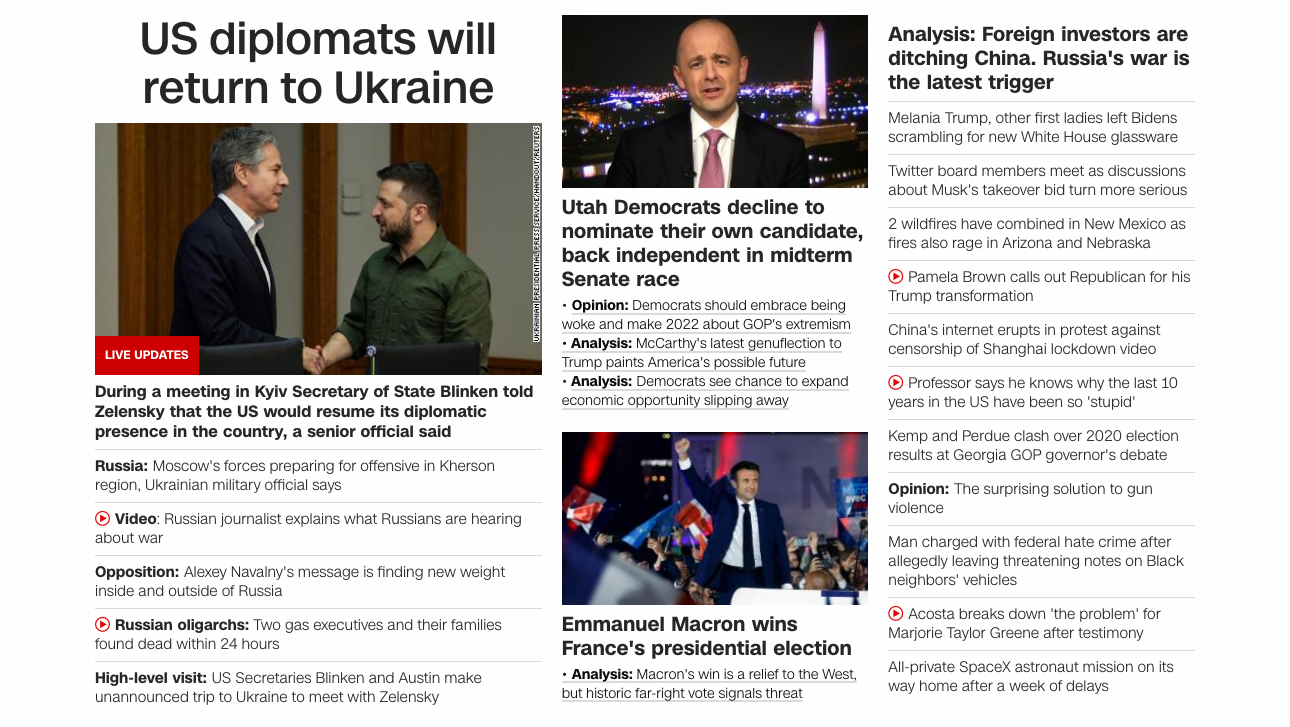 US diplomats will
return to Ukraine
UKRAINIAN PRESIDENTIAL PRESS SERVICE/HANDOUT/REUTERS
LIVE UPDATES
During a meeting in Kyiv Secretary of State Blinken told
Zelensky that the US would resume its diplomatic
presence in the country, a senior official said
Russia: Moscow's forces preparing for offensive in Kherson
region, Ukrainian military official says
Video: Russian journalist explains what Russians are hearing
about war
Opposition: Alexey Navalny's message is finding new weight
inside and outside of Russia
Russian oligarchs: Two gas executives and their families
found dead within 24 hours
High-level visit: US Secretaries Blinken and Austin make
unannounced trip to Ukraine to meet with Zelensky
Utah Democrats decline to
nominate their own candidate,
back independent in midterm
Senate race
• Opinion: Democrats should embrace being
woke and make 2022 about GOP's extremism
• Analysis: McCarthy's latest genuflection to
Trump paints America's possible future
• Analysis: Democrats see chance to expand
economic opportunity slipping away
Emmanuel Macron wins
France's presidential election
• Analysis: Macron's win is a relief to the West,
but historic far-right vote signals threat
Analysis: Foreign investors are
ditching China. Russia's war is
the latest trigger
Melania Trump, other first ladies left Bidens
scrambling for new White House glassware
Twitter board members meet as discussions
about Musk's takeover bid turn more serious
2 wildfires have combined in New Mexico as
fires also rage in Arizona and Nebraska
Pamela Brown calls out Republican for his
Trump transformation
China's internet erupts in protest against
censorship of Shanghai lockdown video
Professor says he knows why the last 10
years in the US have been so 'stupid'
Kemp and Perdue clash over 2020 election
results at Georgia GOP governor's debate
Opinion: The surprising solution to gun
violence
Man charged with federal hate crime after
allegedly leaving threatening notes on Black
neighbors' vehicles
Acosta breaks down 'the problem' for
Marjorie Taylor Greene after testimony
All-private SpaceX astronaut mission on its
way home after a week of delays